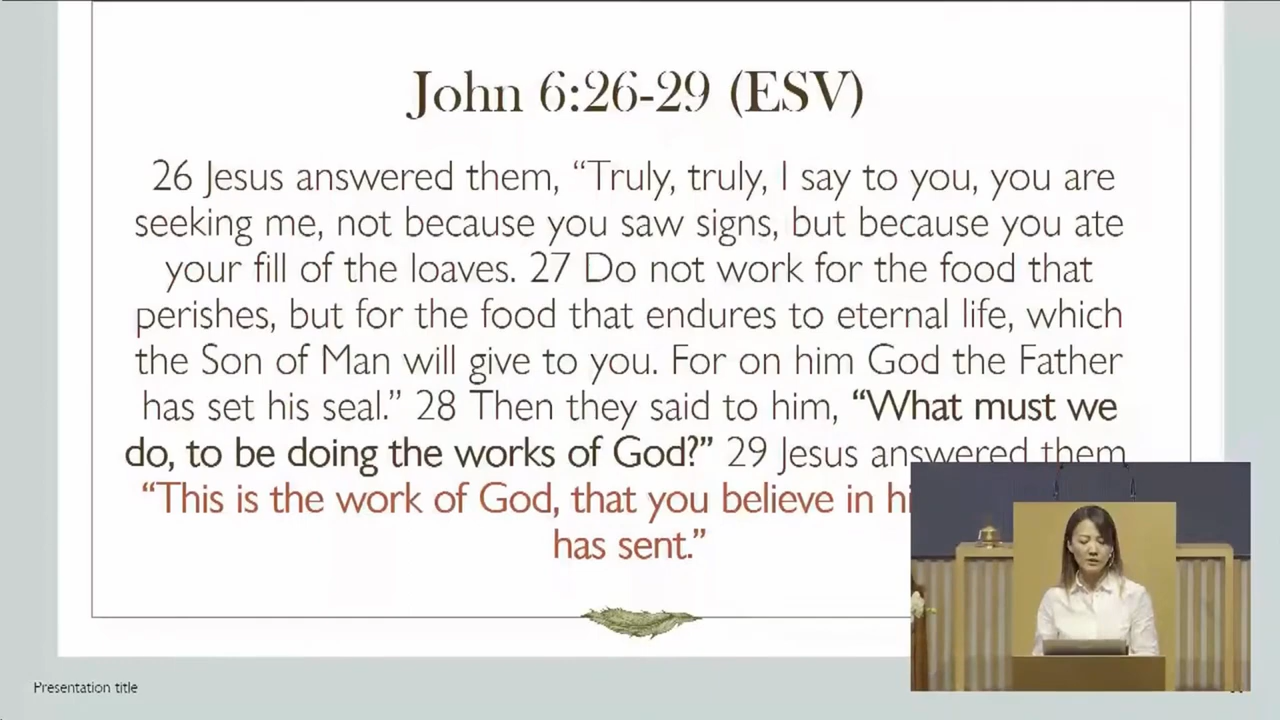 John 6:26-29 (ESV)
26 Jesus answered them, “Truly, truly, I say to you, you are
seeking me, not because you saw signs, but because you ate
your fill of the loaves. 27 Do not work for the food that
perishes, but for the food that endures to eternal life, which
the Son of Man will give to you. For on him God the Father
has set his seal.” 28 Then they said to him, “What must we
do, to be doing the works of God?” 29 Jesus answered them
“This is the work of God, that you believe in
has sent.”
Presentation title